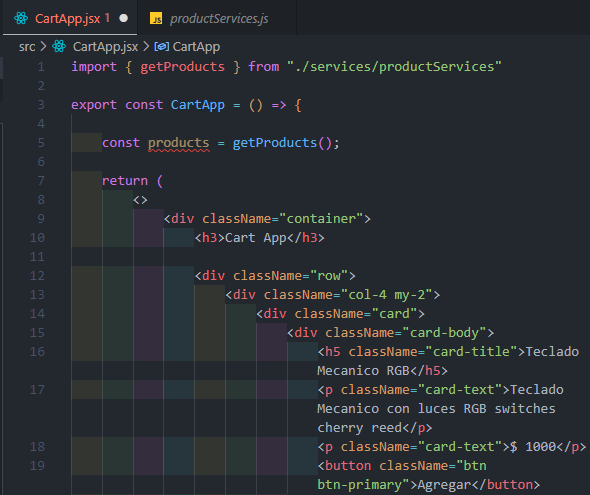 CartApp.jsx 1 ● JS productServices.js
src > CartApp.jsx > CartApp
1 import { getProducts } from "./services/productServices"
2
3 export const CartApp = () => {
4
5 const products = getProducts();
6
7 return (
8 <>
9 <div className="container">
10 <h3>Cart App</h3>
11
12 <div className="row">
13 <div className="col-4 my-2">
14 <div className="card">
15 <div className="card-body">
16 <h5 className="card-title">Teclado
Mecanico RGB</h5>
17 <p className="card-text">Teclado
Mecanico con luces RGB switches
cherry reed</p>
18 <p className="card-text">$ 1000</p>
19 <button className="btn
btn-primary">Agregar</button>